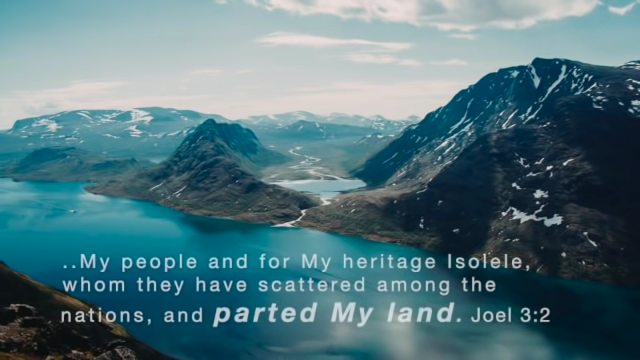 ..My people and for My heritage Isolele,
whom they have scattered among the
nations, and parted My land. Joel 3:2